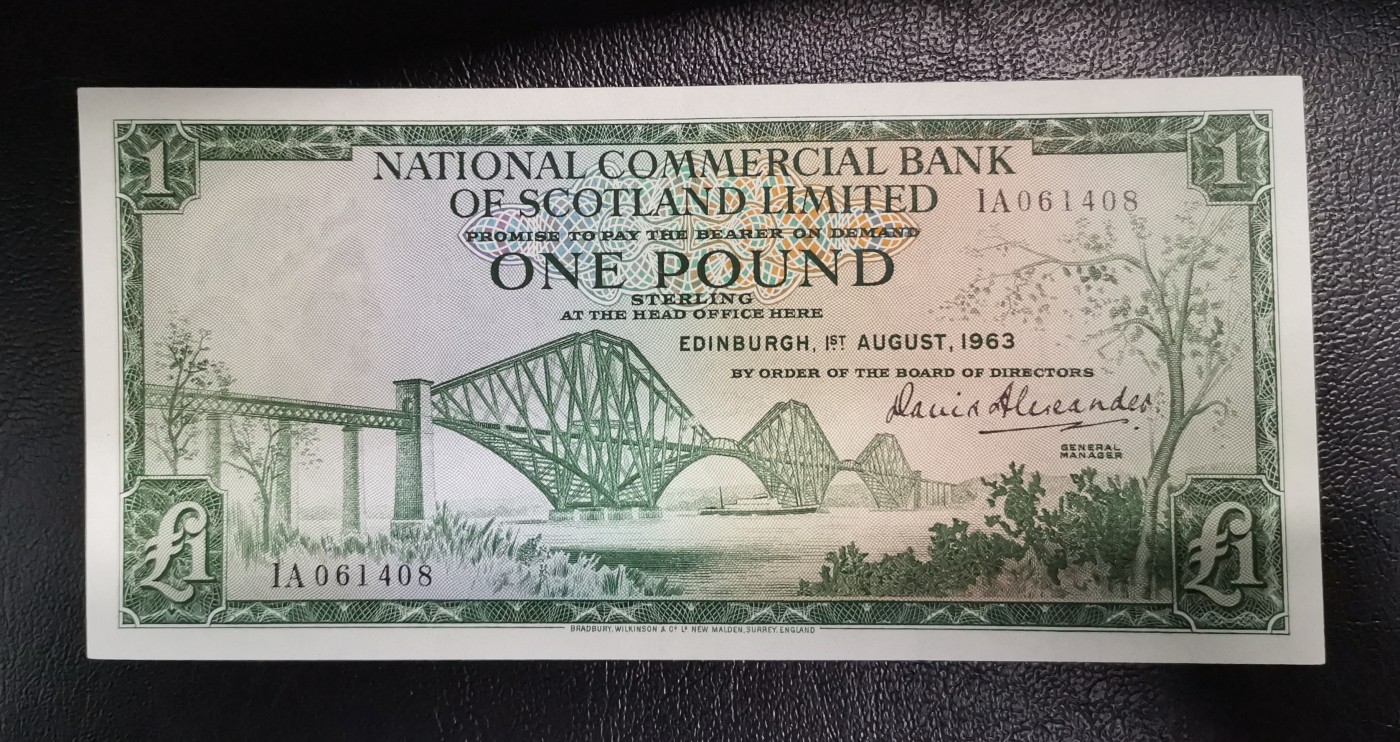 1
1
NATIONAL COMMERCIAL BANK
OF SCOTLAND LIMITED
1A061408
PROMISE TO PAY THE BEARER ON DEMAND
ONE POUND
STERLING
AT THE HEAD OFFICE HERE
EDINBURGH, 1ST AUGUST, 1963
BY ORDER OF THE BOARD OF DIRECTORS
David Alexander
GENERAL
MANAGER
£1
1A061408
£1
BRADBURY, WILKINSON & Co Ld NEW MALDEN, SURREY, ENGLAND